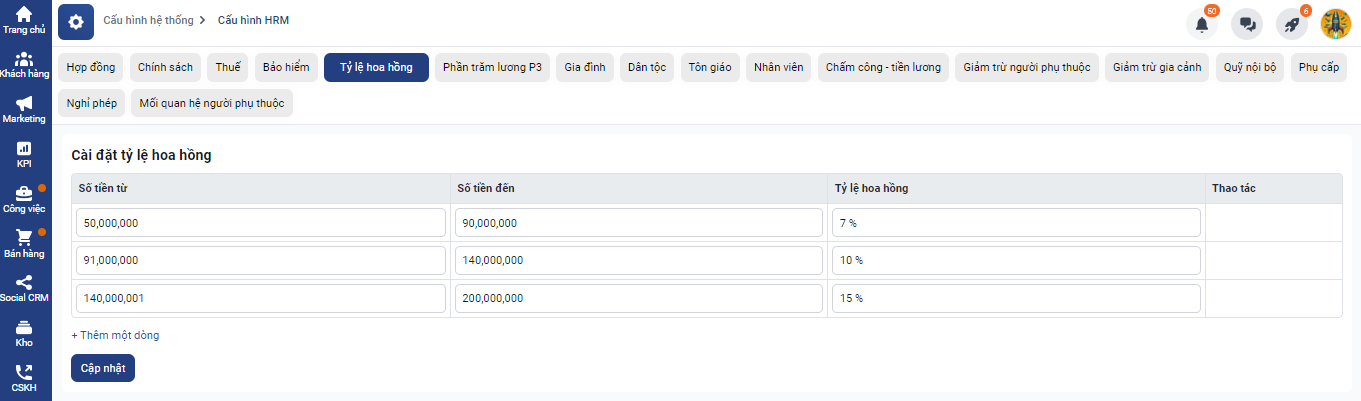 Trang chủ
Khách hàng
Marketing
KPI
Công việc
Bán hàng
Social CRM
Kho
CSKH
Cấu hình hệ thống > Cấu hình HRM
50
6
Hợp đồng Chính sách Thuế Bảo hiểm Tỷ lệ hoa hồng Phần trăm lương P3 Gia đình Dân tộc Tôn giáo Nhân viên Chấm công - tiền lương Giảm trừ người phụ thuộc Giảm trừ gia cảnh Quỹ nội bộ Phụ cấp
Nghỉ phép Mối quan hệ người phụ thuộc
Cài đặt tỷ lệ hoa hồng
Số tiền từ Số tiền đến Tỷ lệ hoa hồng Thao tác
50,000,000 90,000,000 7 %
91,000,000 140,000,000 10 %
140,000,001 200,000,000 15 %
+ Thêm một dòng
Cập nhật